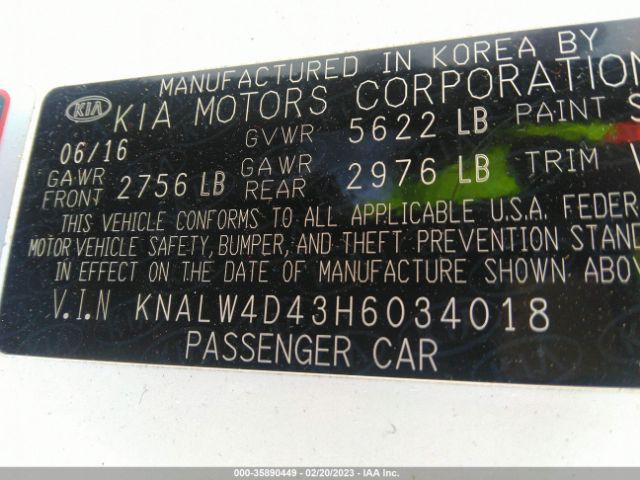 MANUFACTURED IN KOREA BY
KIA KIA MOTORS CORPORATION
06/16 GVWR 5622 LB PAINT S
GAWR FRONT 2756 LB GAWR REAR 2976 LB TRIM
THIS VEHICLE CONFORMS TO ALL APPLICABLE U.S.A. FEDER
MOTOR VEHICLE SAFETY, BUMPER, AND THEFT PREVENTION STAN
IN EFFECT ON THE DATE OF MANUFACTURE SHOWN ABOV
V.I.N KNALW4D43H6034018
PASSENGER CAR
000-35890449 - 02/20/2023 - IAA Inc.